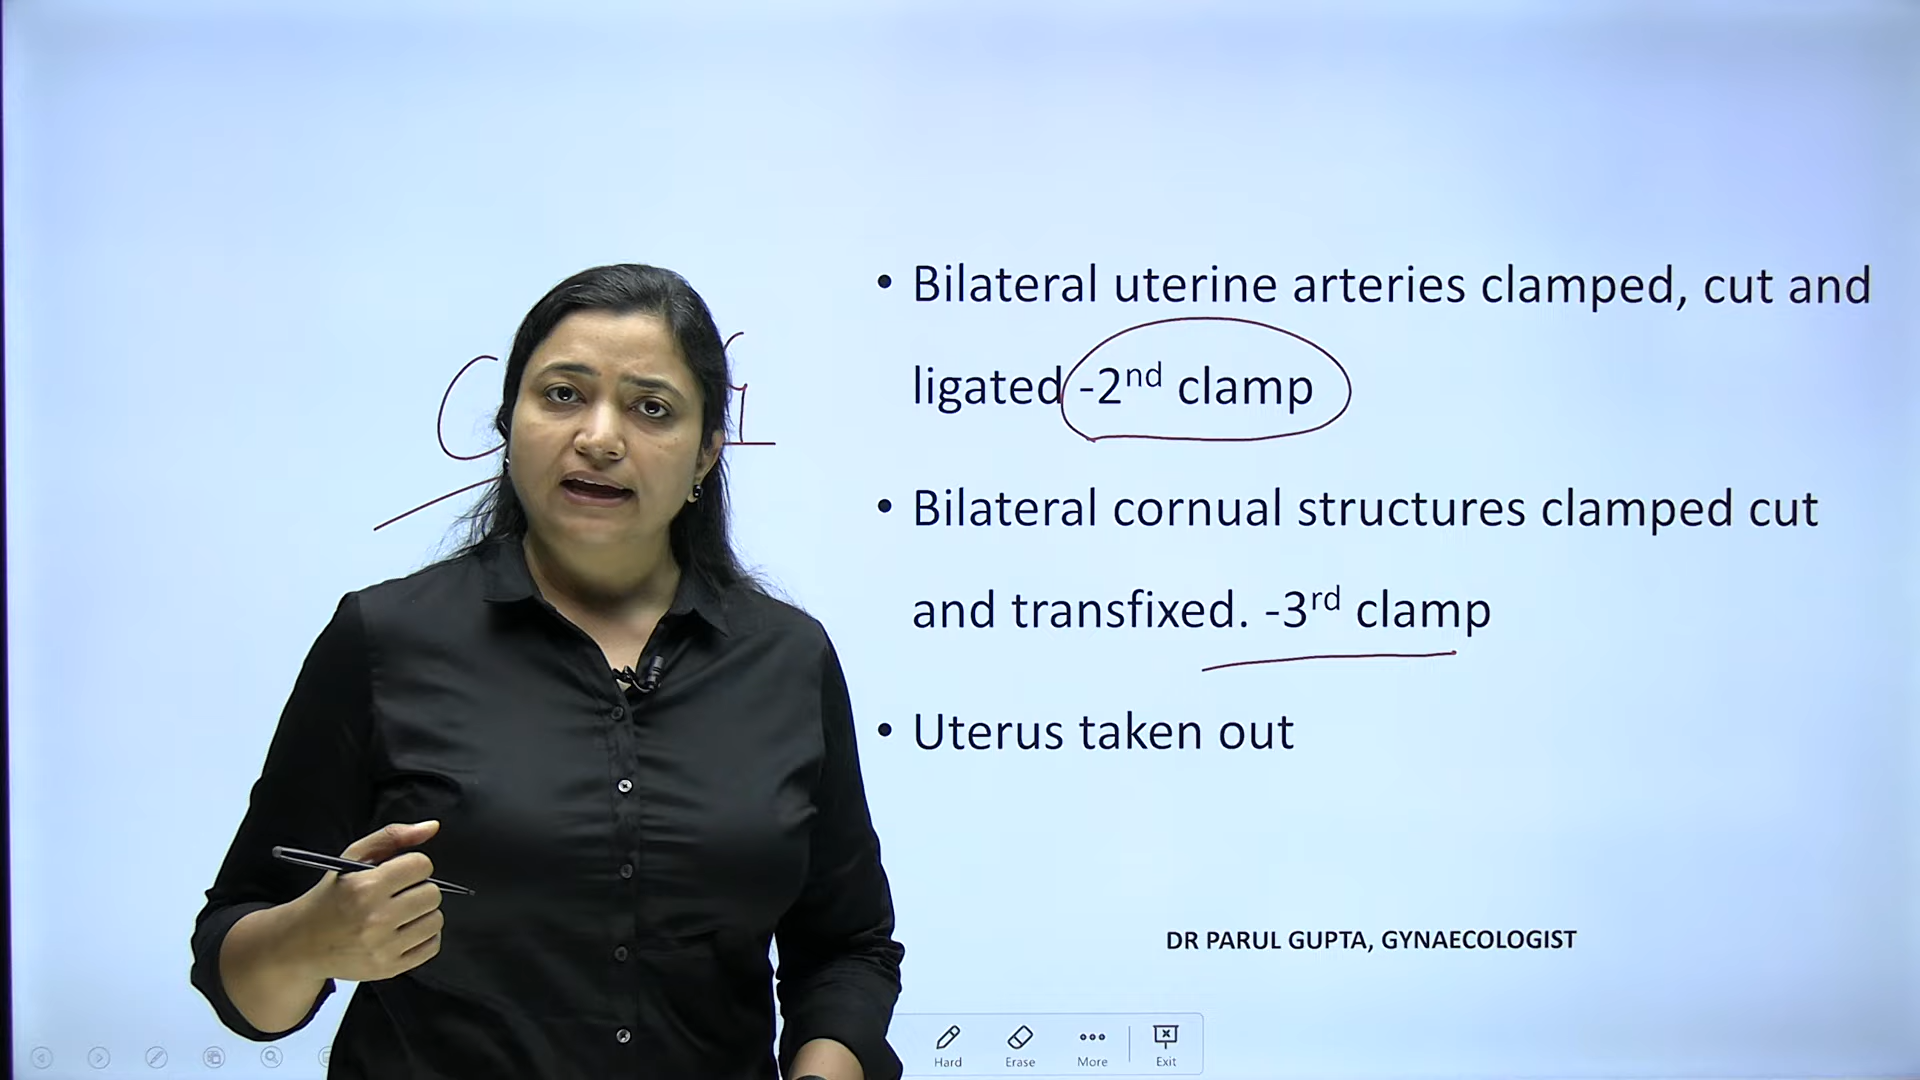 • Bilateral uterine arteries clamped, cut and
ligated -2nd clamp
• Bilateral cornual structures clamped cut
and transfixed. -3rd clamp
• Uterus taken out
DR PARUL GUPTA, GYNAECOLOGIST
Hard Erase More Exit